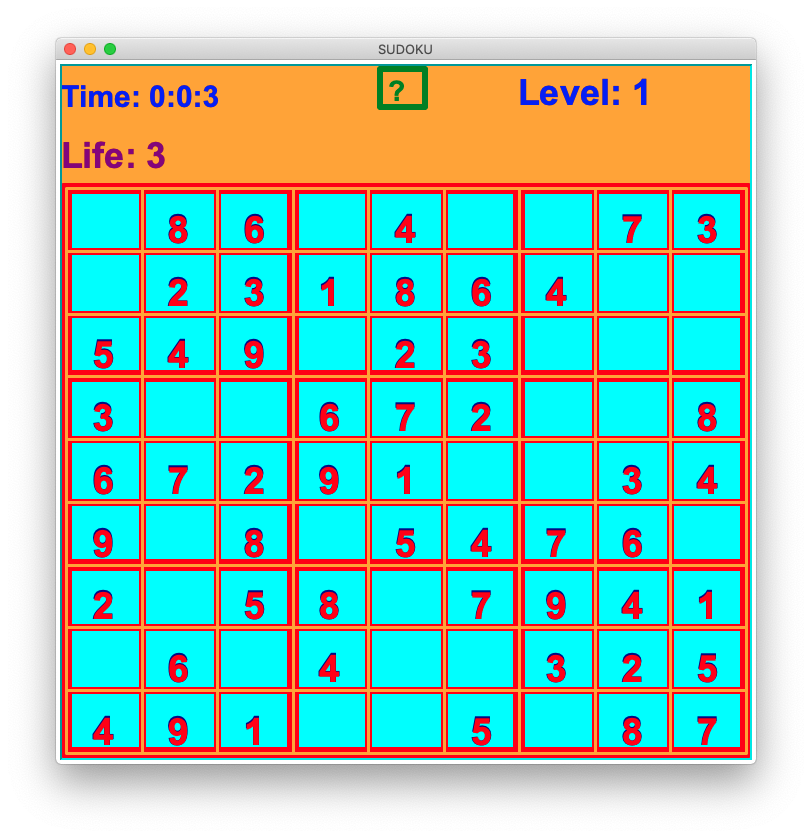 SUDOKU
Time: 0:0:3 ? Level: 1
Life: 3
8 6 4 7 3
2 3 1 8 6 4
5 4 9 2 3
3 6 7 2 8
6 7 2 9 1 3 4
9 8 5 4 7 6
2 5 8 7 9 4 1
6 4 3 2 5
4 9 1 5 8 7